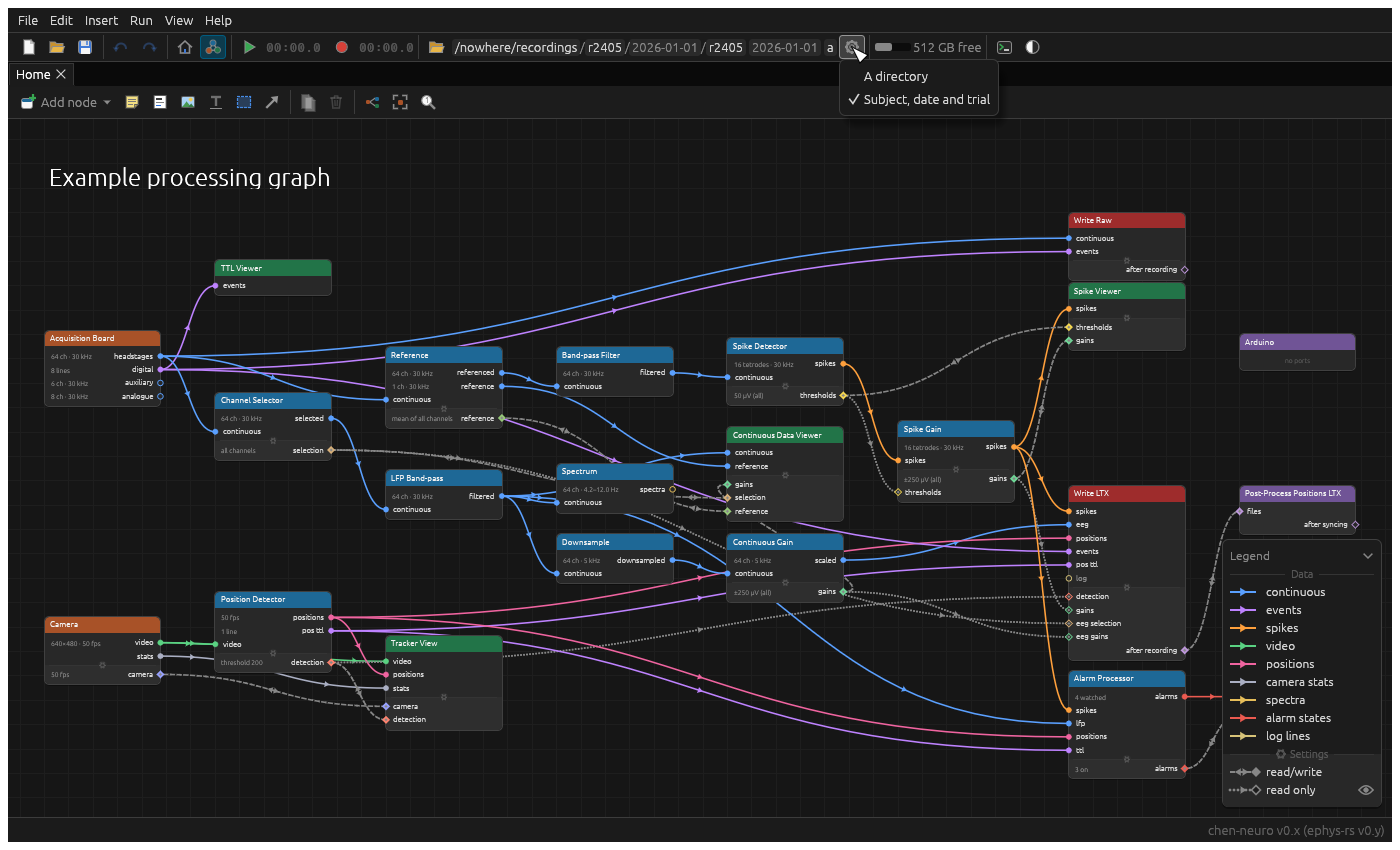 File Edit Insert Run View Help
00:00.0 00:00.0 /nowhere/recordings / r2405 / 2026-01-01 / r2405 2026-01-01 a 512 GB free
Home
A directory
✓ Subject, date and trial
Add node
Example processing graph
Write Raw
continuous
events
after recording
TTL Viewer
events
Spike Viewer
spikes
thresholds
gains
Acquisition Board
64 ch · 30 kHz headstages
8 lines digital
6 ch · 30 kHz auxiliary
8 ch · 30 kHz analogue
Reference
64 ch · 30 kHz referenced
1 ch · 30 kHz reference
continuous
mean of all channels reference
Band-pass Filter
64 ch · 30 kHz filtered
continuous
Spike Detector
16 tetrodes · 30 kHz spikes
continuous
50 µV (all) thresholds
Arduino
no ports
Channel Selector
64 ch · 30 kHz selected
continuous
all channels selection
Continuous Data Viewer
continuous
reference
gains
selection
reference
Spike Gain
16 tetrodes · 30 kHz spikes
spikes
±250 µV (all) gains
thresholds
LFP Band-pass
64 ch · 30 kHz filtered
continuous
Spectrum
64 ch · 4.2–12.0 Hz spectra
continuous
Write LTX
spikes
eeg
positions
events
pos ttl
log
detection
gains
eeg selection
eeg gains
after recording
Post-Process Positions LTX
files
after syncing
Downsample
64 ch · 5 kHz downsampled
continuous
Continuous Gain
64 ch · 5 kHz scaled
continuous
±250 µV (all) gains
Camera
640×480 · 50 fps video
stats
50 fps camera
Position Detector
50 fps positions
1 line pos ttl
video
threshold 200 detection
Tracker View
video
positions
stats
camera
detection
Alarm Processor
4 watched alarms
spikes
lfp
positions
ttl
3 on alarms
Legend
Data
continuous
events
spikes
video
positions
camera stats
spectra
alarm states
log lines
Settings
read/write
read only
chen-neuro v0.x (ephys-rs v0.y)